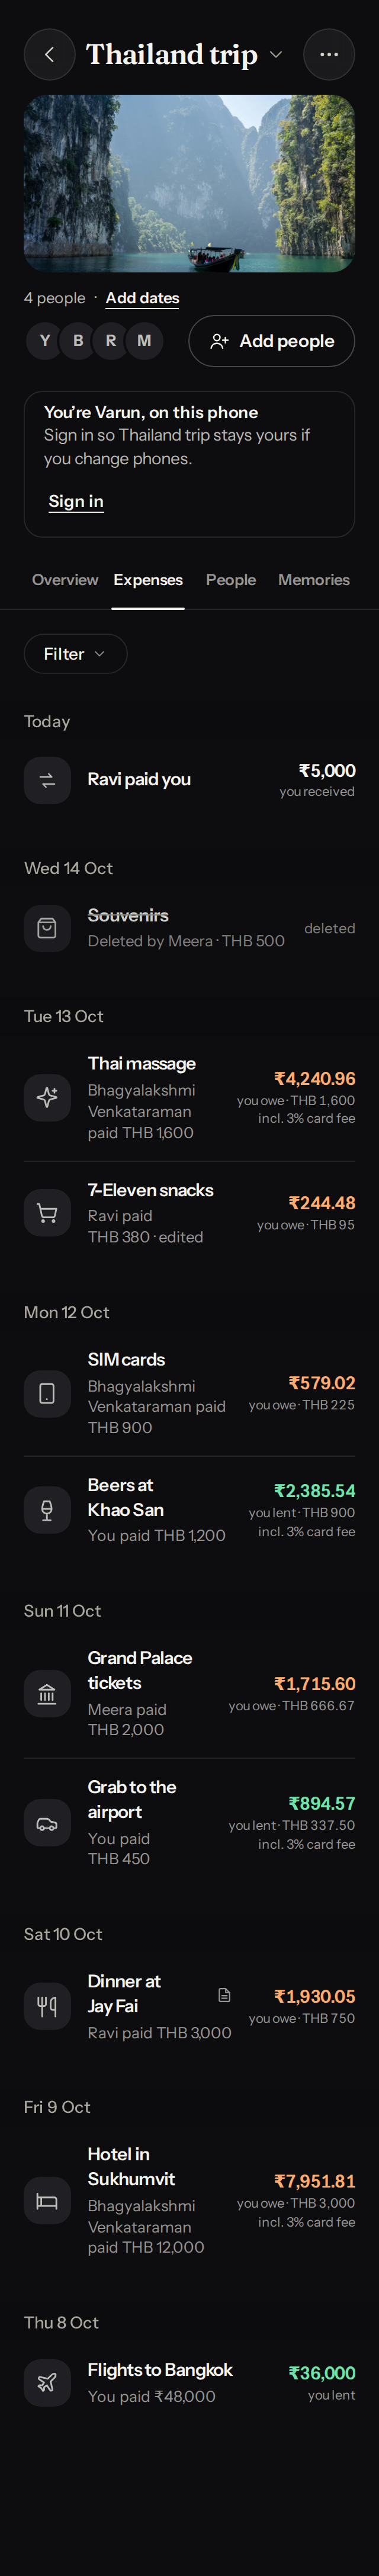 Thailand trip
4 people · Add dates
Y B R M
Add people
You're Varun, on this phone
Sign in so Thailand trip stays yours if
you change phones.
Sign in
Overview Expenses People Memories
Filter
Today
Ravi paid you
₹5,000
you received
Wed 14 Oct
Souvenirs
Deleted by Meera · THB 500
deleted
Tue 13 Oct
Thai massage
Bhagyalakshmi
Venkataraman
paid THB 1,600
₹4,240.96
you owe · THB 1,600
incl. 3% card fee
7-Eleven snacks
Ravi paid
THB 380 · edited
₹244.48
you owe · THB 95
Mon 12 Oct
SIM cards
Bhagyalakshmi
Venkataraman paid
THB 900
₹579.02
you owe · THB 225
Beers at
Khao San
You paid THB 1,200
₹2,385.54
you lent · THB 900
incl. 3% card fee
Sun 11 Oct
Grand Palace
tickets
Meera paid
THB 2,000
₹1,715.60
you owe · THB 666.67
Grab to the
airport
You paid
THB 450
₹894.57
you lent · THB 337.50
incl. 3% card fee
Sat 10 Oct
Dinner at
Jay Fai
Ravi paid THB 3,000
₹1,930.05
you owe · THB 750
Fri 9 Oct
Hotel in
Sukhumvit
Bhagyalakshmi
Venkataraman
paid THB 12,000
₹7,951.81
you owe · THB 3,000
incl. 3% card fee
Thu 8 Oct
Flights to Bangkok
You paid ₹48,000
₹36,000
you lent